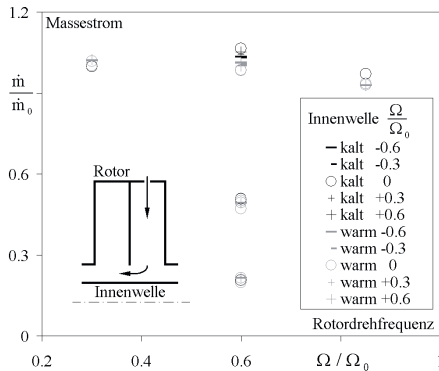 1.2
Massestrom
ṁ
ṁ₀
0.6
0.3
0
Rotor
Innenwelle
Innenwelle Ω/Ω₀
kalt -0.6
kalt -0.3
kalt 0
kalt +0.3
kalt +0.6
warm -0.6
warm -0.3
warm 0
warm +0.3
warm +0.6
Rotordrehfrequenz
0.2 0.4 0.6 Ω / Ω₀ 1